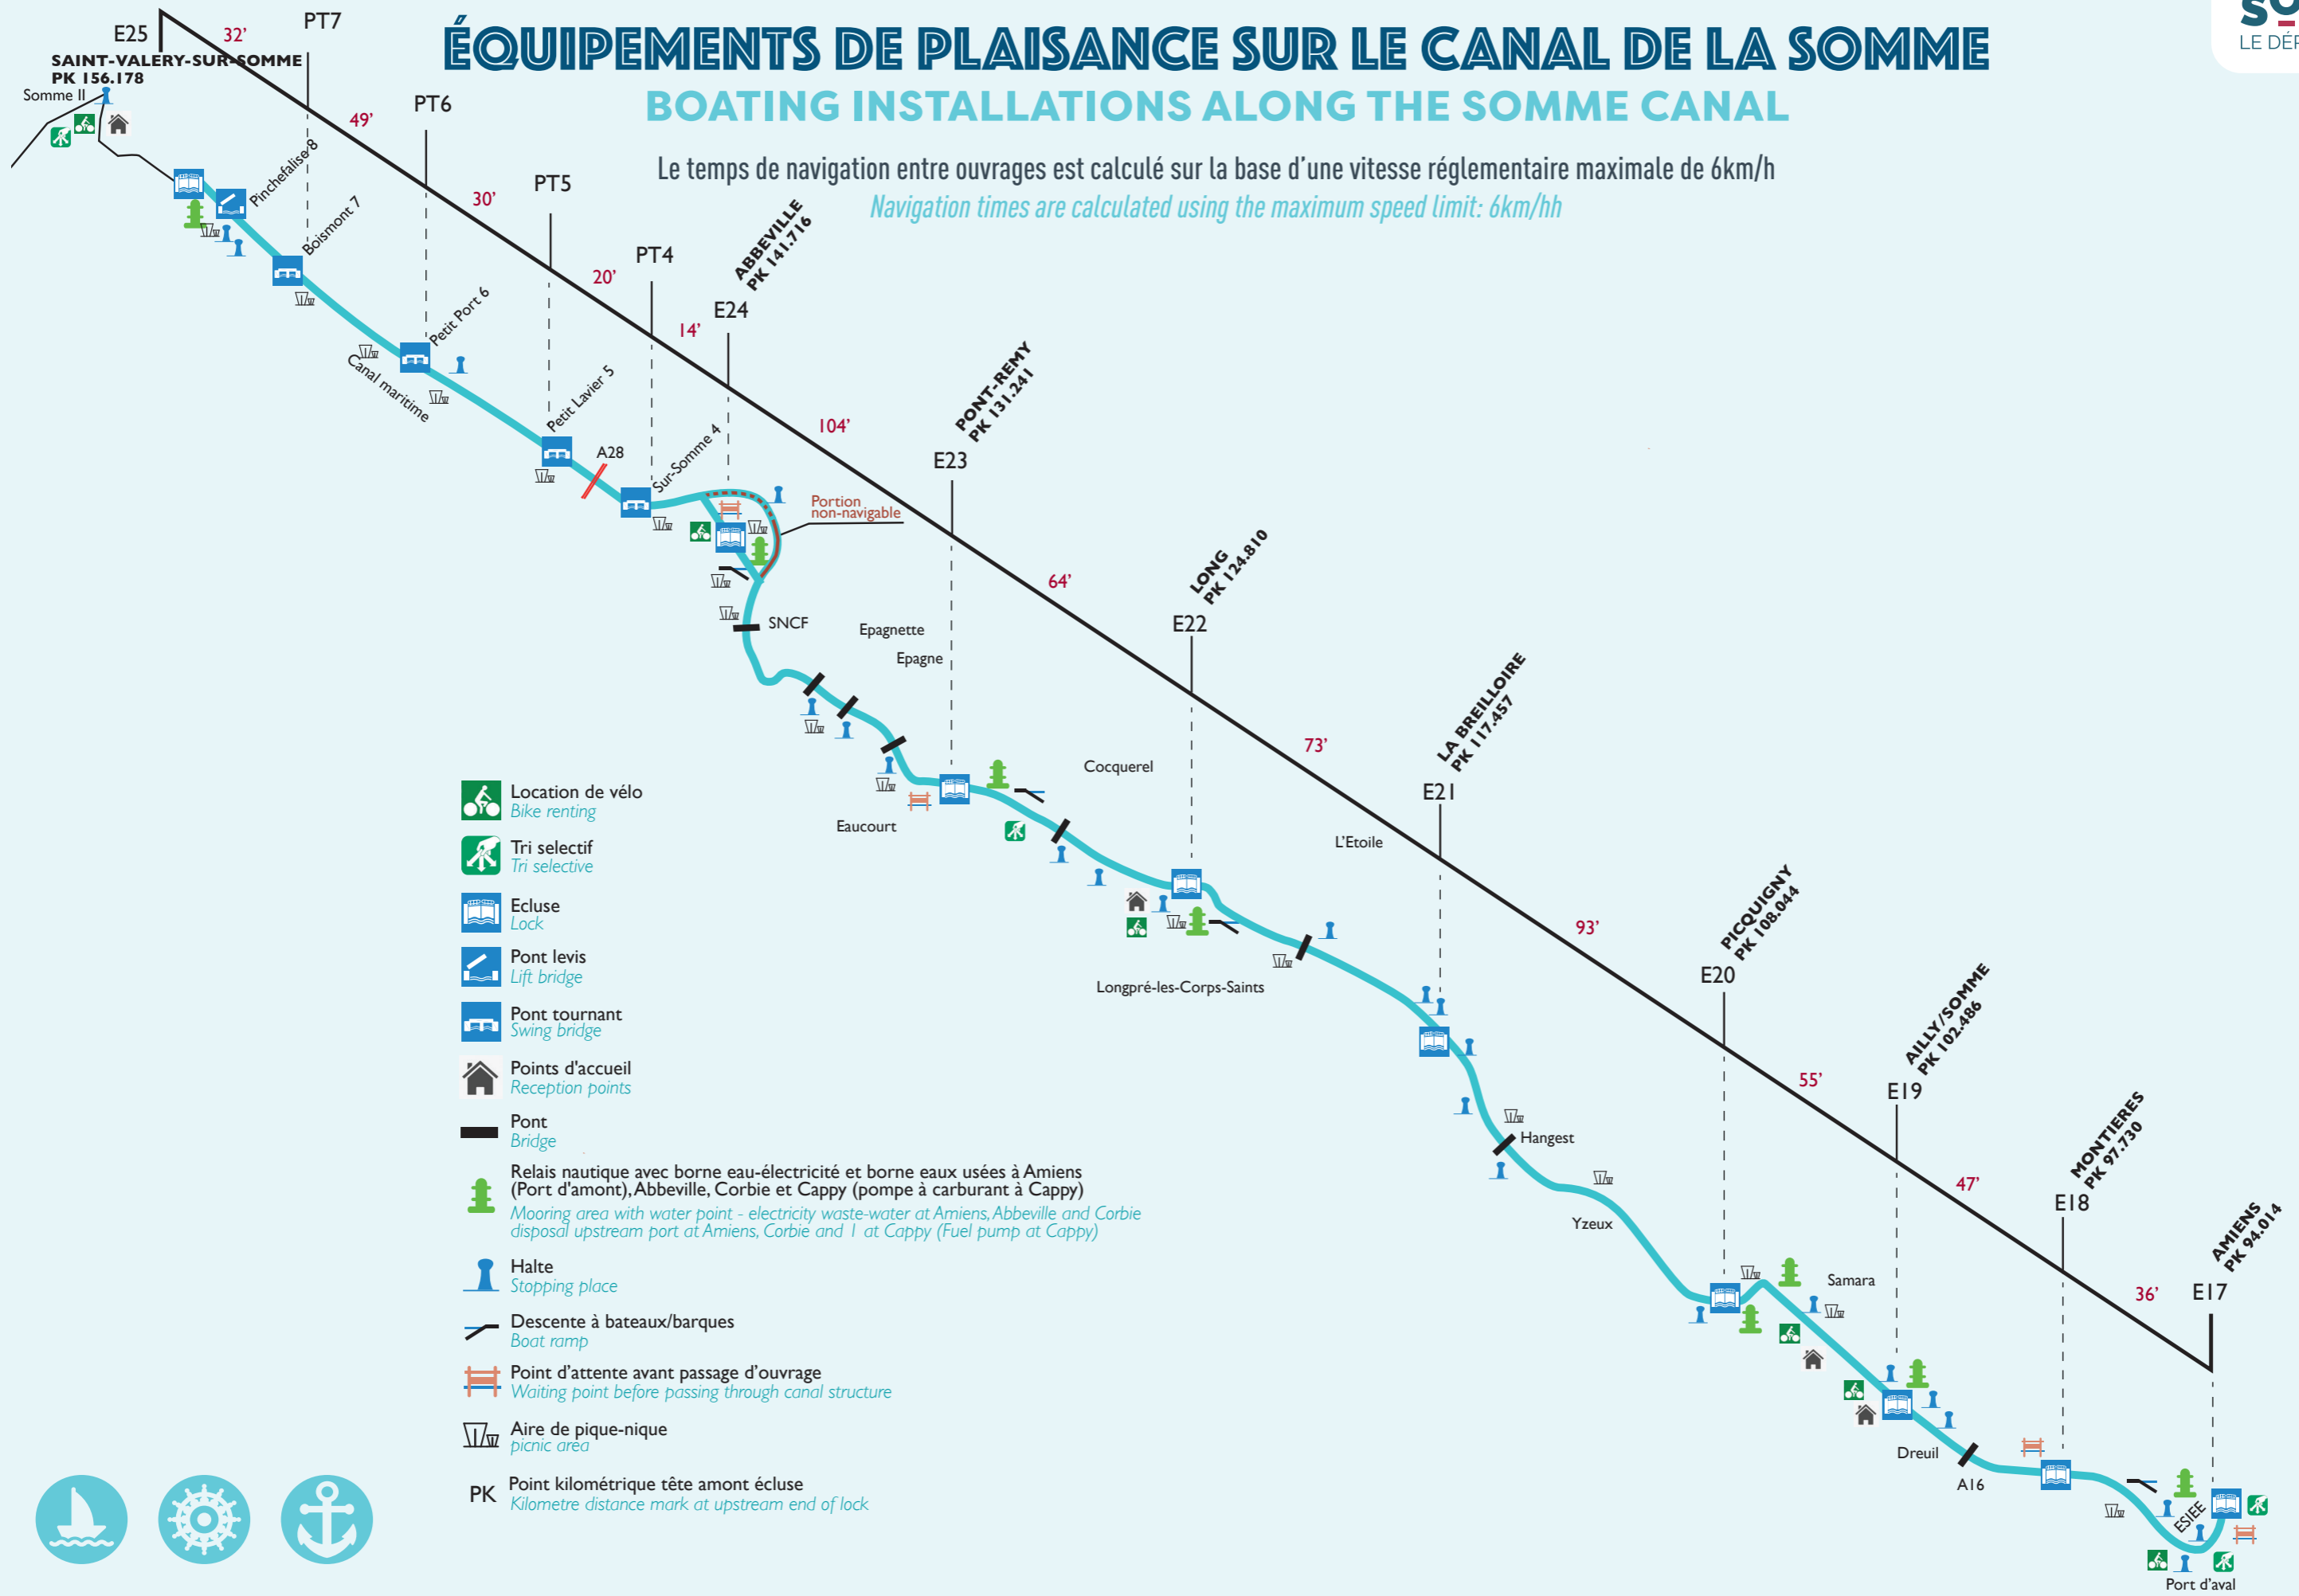 ÉQUIPEMENTS DE PLAISANCE SUR LE CANAL DE LA SOMME
BOATING INSTALLATIONS ALONG THE SOMME CANAL
Le temps de navigation entre ouvrages est calculé sur la base d'une vitesse réglementaire maximale de 6km/h
Navigation times are calculated using the maximum speed limit: 6km/hh
LE DÉP
E25
SAINT-VALERY-SUR-SOMME
PK 156.178
Somme II
32'
PT7
49'
PT6
30'
PT5
20'
PT4
14'
ABBEVILLE
PK 141.716
E24
104'
PONT-REMY
PK 131.241
E23
64'
LONG
PK 124.810
E22
73'
LA BREILLOIRE
PK 117.457
E21
93'
PICQUIGNY
PK 108.044
E20
55'
AILLY/SOMME
PK 102.486
E19
47'
MONTIERES
PK 97.730
E18
36'
AMIENS
PK 94.014
E17
Pinchefalise 8
Boismont 7
Petit Port 6
Canal maritime
Petit Lavier 5
A28
Sur-Somme 4
Portion
non-navigable
SNCF
Epagnette
Epagne
Eaucourt
Cocquerel
Longpré-les-Corps-Saints
L'Etoile
Hangest
Yzeux
Samara
Dreuil
A16
ESIEE
Port d'aval
Location de vélo
Bike renting
Tri selectif
Tri selective
Ecluse
Lock
Pont levis
Lift bridge
Pont tournant
Swing bridge
Points d'accueil
Reception points
Pont
Bridge
Relais nautique avec borne eau-électricité et borne eaux usées à Amiens
(Port d'amont), Abbeville, Corbie et Cappy (pompe à carburant à Cappy)
Mooring area with water point - electricity waste-water at Amiens, Abbeville and Corbie
disposal upstream port at Amiens, Corbie and 1 at Cappy (Fuel pump at Cappy)
Halte
Stopping place
Descente à bateaux/barques
Boat ramp
Point d'attente avant passage d'ouvrage
Waiting point before passing through canal structure
Aire de pique-nique
picnic area
PK
Point kilométrique tête amont écluse
Kilometre distance mark at upstream end of lock